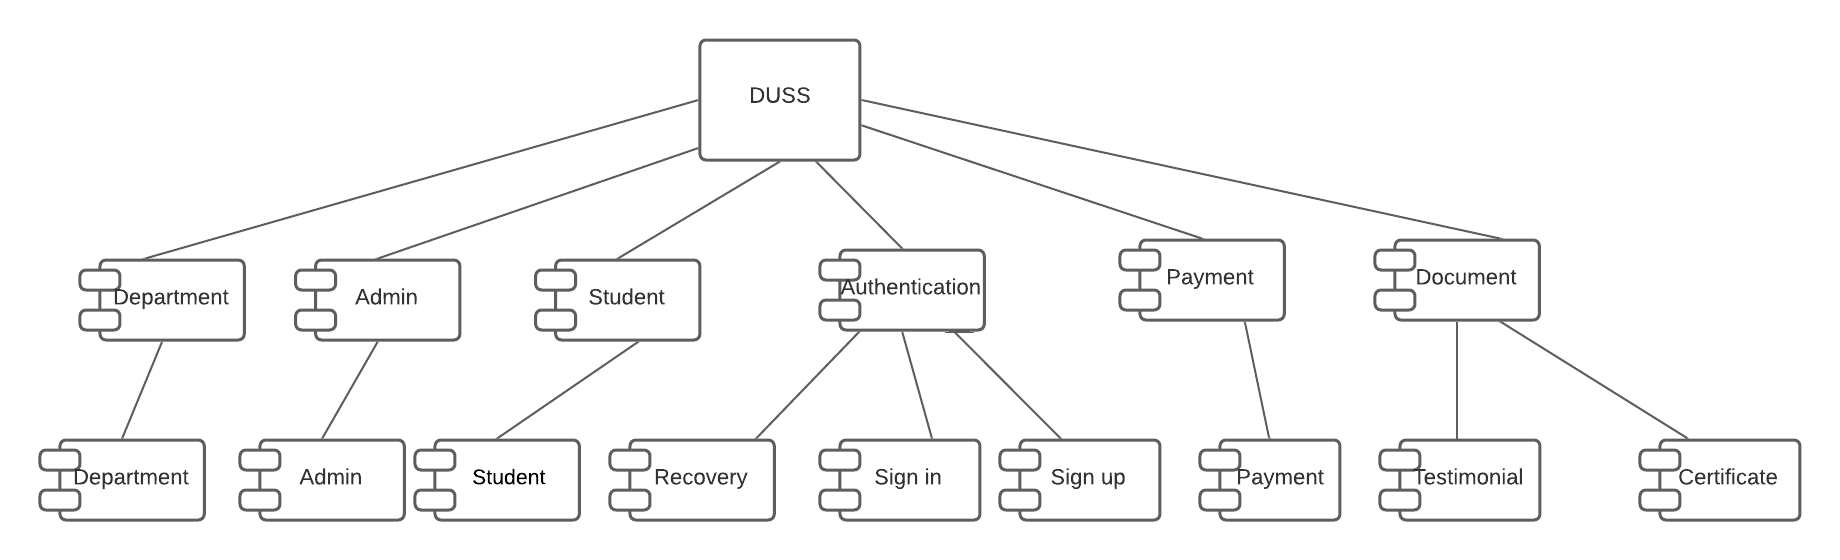 DUSS
Department
Admin
Student
Authentication
Payment
Document
Department
Admin
Student
Recovery
Sign in
Sign up
Payment
Testimonial
Certificate